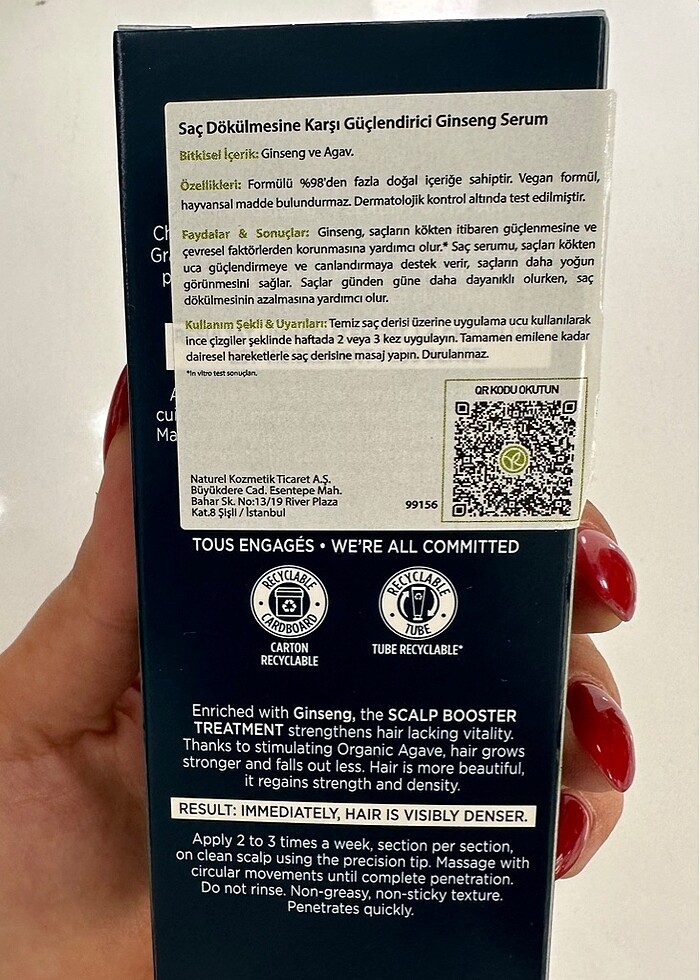 Saç Dökülmesine Karşı Güçlendirici Ginseng Serum
Bitkisel İçerik: Ginseng ve Agav.
Özellikleri: Formülü %98'den fazla doğal içeriğe sahiptir. Vegan formül,
hayvansal madde bulundurmaz. Dermatolojik kontrol altında test edilmiştir.
Faydalar & Sonuçlar: Ginseng, saçların kökten itibaren güçlenmesine ve
çevresel faktörlerden korunmasına yardımcı olur.* Saç serumu, saçları kökten
uca güçlendirmeye ve canlandırmaya destek verir, saçların daha yoğun
görünmesini sağlar. Saçlar günden güne daha dayanıklı olurken, saç
dökülmesinin azalmasına yardımcı olur.
Kullanım Şekli & Uyarıları: Temiz saç derisi üzerine uygulama ucu kullanılarak
ince çizgiler şeklinde haftada 2 veya 3 kez uygulayın. Tamamen emilene kadar
dairesel hareketlerle saç derisine masaj yapın. Durulanmaz.
*In vitro test sonuçları.
QR KODU OKUTUN
Naturel Kozmetik Ticaret A.Ş.
Büyükdere Cad. Esentepe Mah.
Bahar Sk. No:13/19 River Plaza
Kat.8 Şişli / İstanbul
99156
TOUS ENGAGÉS • WE'RE ALL COMMITTED
RECYCLABLE
CARDBOARD
CARTON
RECYCLABLE
RECYCLABLE
TUBE
TUBE RECYCLABLE*
Enriched with Ginseng, the SCALP BOOSTER
TREATMENT strengthens hair lacking vitality.
Thanks to stimulating Organic Agave, hair grows
stronger and falls out less. Hair is more beautiful,
it regains strength and density.
RESULT: IMMEDIATELY, HAIR IS VISIBLY DENSER.
Apply 2 to 3 times a week, section per section,
on clean scalp using the precision tip. Massage with
circular movements until complete penetration.
Do not rinse. Non-greasy, non-sticky texture.
Penetrates quickly.